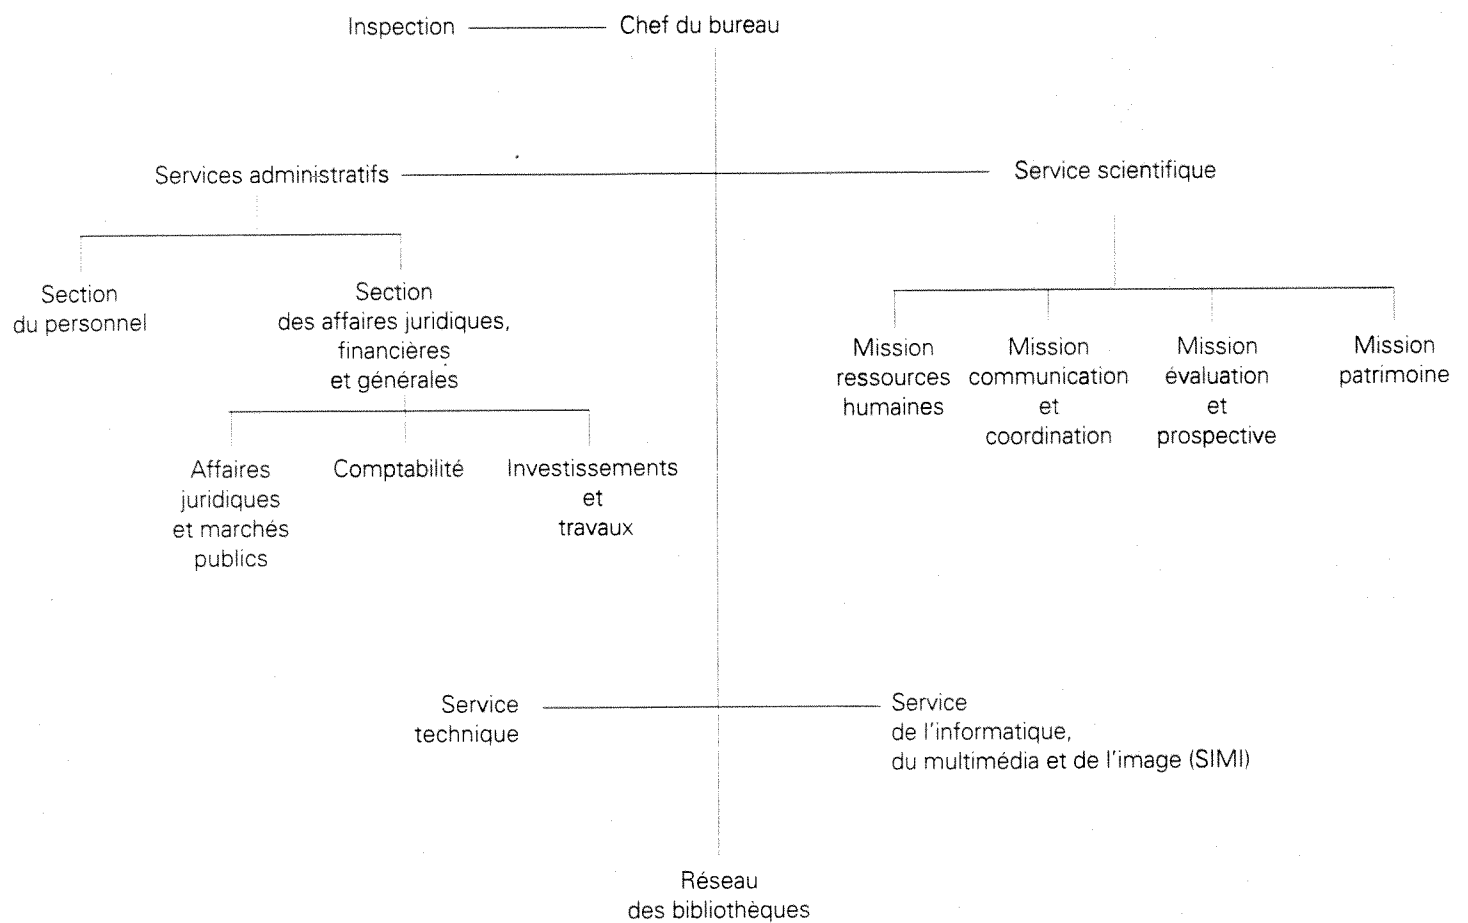 Inspection
Chef du bureau
Services administratifs
Service scientifique
Section
du personnel
Section
des affaires juridiques,
financières
et générales
Mission
ressources
humaines
Mission
communication
et
coordination
Mission
évaluation
et
prospective
Mission
patrimoine
Affaires
juridiques
et marchés
publics
Comptabilité
Investissements
et
travaux
Service
technique
Service
de l'informatique,
du multimédia et de l'image (SIMI)
Réseau
des bibliothèques